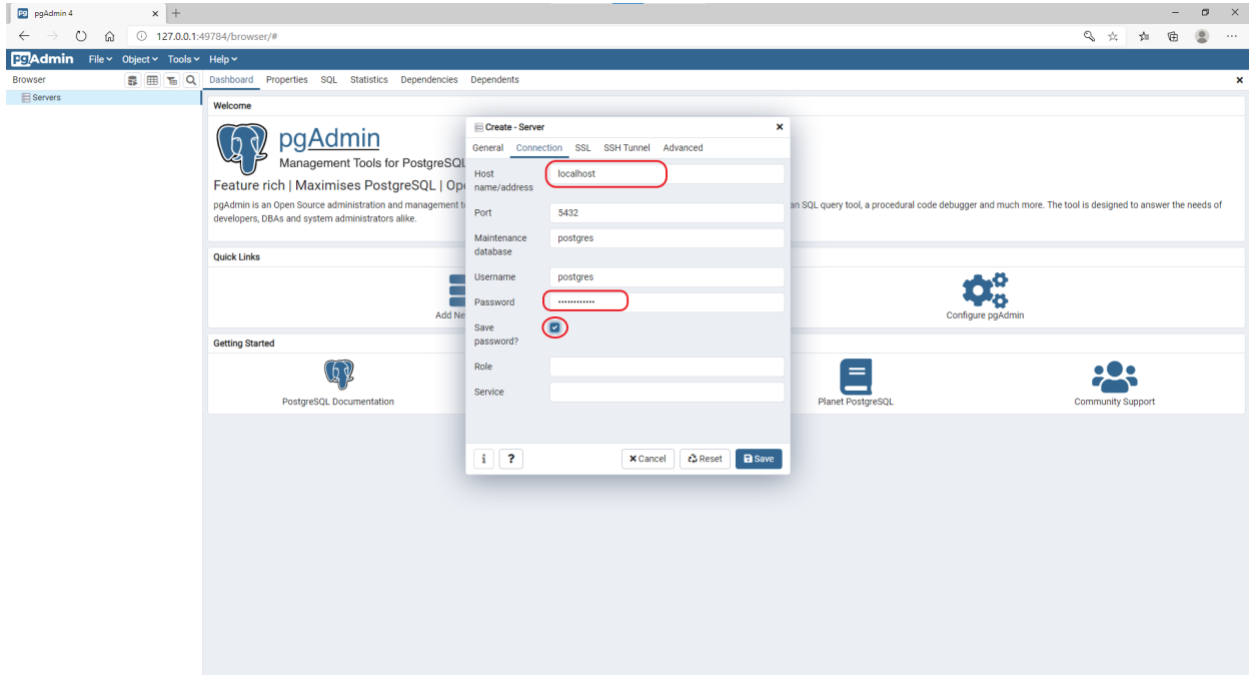 pgAdmin 4
127.0.0.1:49784/browser/#
pgAdmin File Object Tools Help
Browser
Dashboard Properties SQL Statistics Dependencies Dependents
Servers
Welcome
pgAdmin
Management Tools for PostgreSQL
Feature rich | Maximises PostgreSQL | Op
pgAdmin is an Open Source administration and management t
an SQL query tool, a procedural code debugger and much more. The tool is designed to answer the needs of
developers, DBAs and system administrators alike.
Quick Links
Add Ne
Configure pgAdmin
Getting Started
PostgreSQL Documentation
Planet PostgreSQL
Community Support
Create - Server
General Connection SSL SSH Tunnel Advanced
Host
name/address
localhost
Port
5432
Maintenance
database
postgres
Username
postgres
Password
••••••••••••
Save
password?
Role
Service
i ? Cancel Reset Save